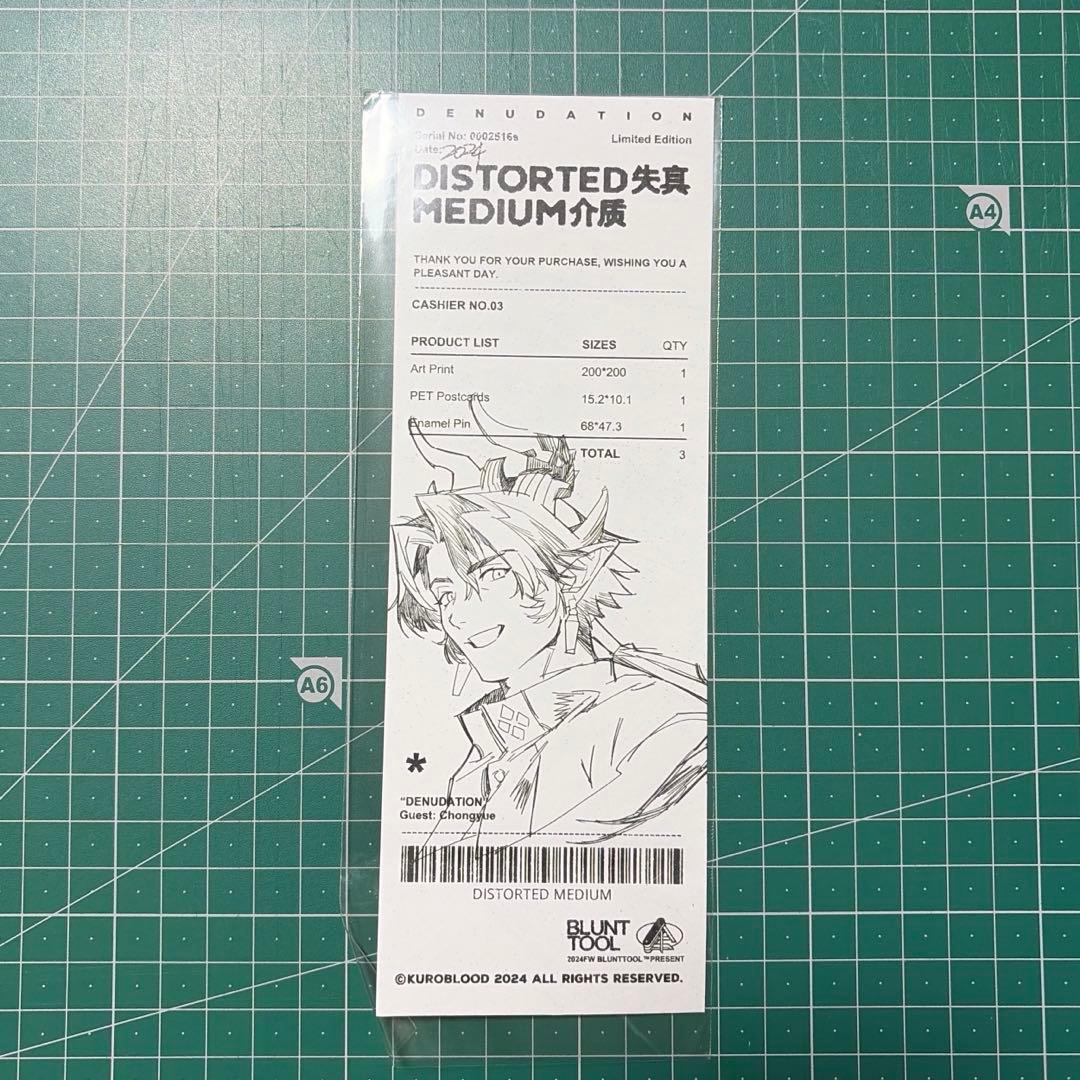 DENUDATION
Serial No: 0002516s
Limited Edition
Date: 2024
DISTORTED失真
MEDIUM介质
THANK YOU FOR YOUR PURCHASE, WISHING YOU A
PLEASANT DAY.
CASHIER NO.03
PRODUCT LIST SIZES QTY
Art Print 200*200 1
PET Postcards 15.2*10.1 1
Enamel Pin 68*47.3 1
TOTAL 3
*
“DENUDATION”
Guest: Chongyue
DISTORTED MEDIUM
BLUNT
TOOL
2024FW BLUNTTOOL™PRESENT
©KUROBLOOD 2024 ALL RIGHTS RESERVED.
A4
A6